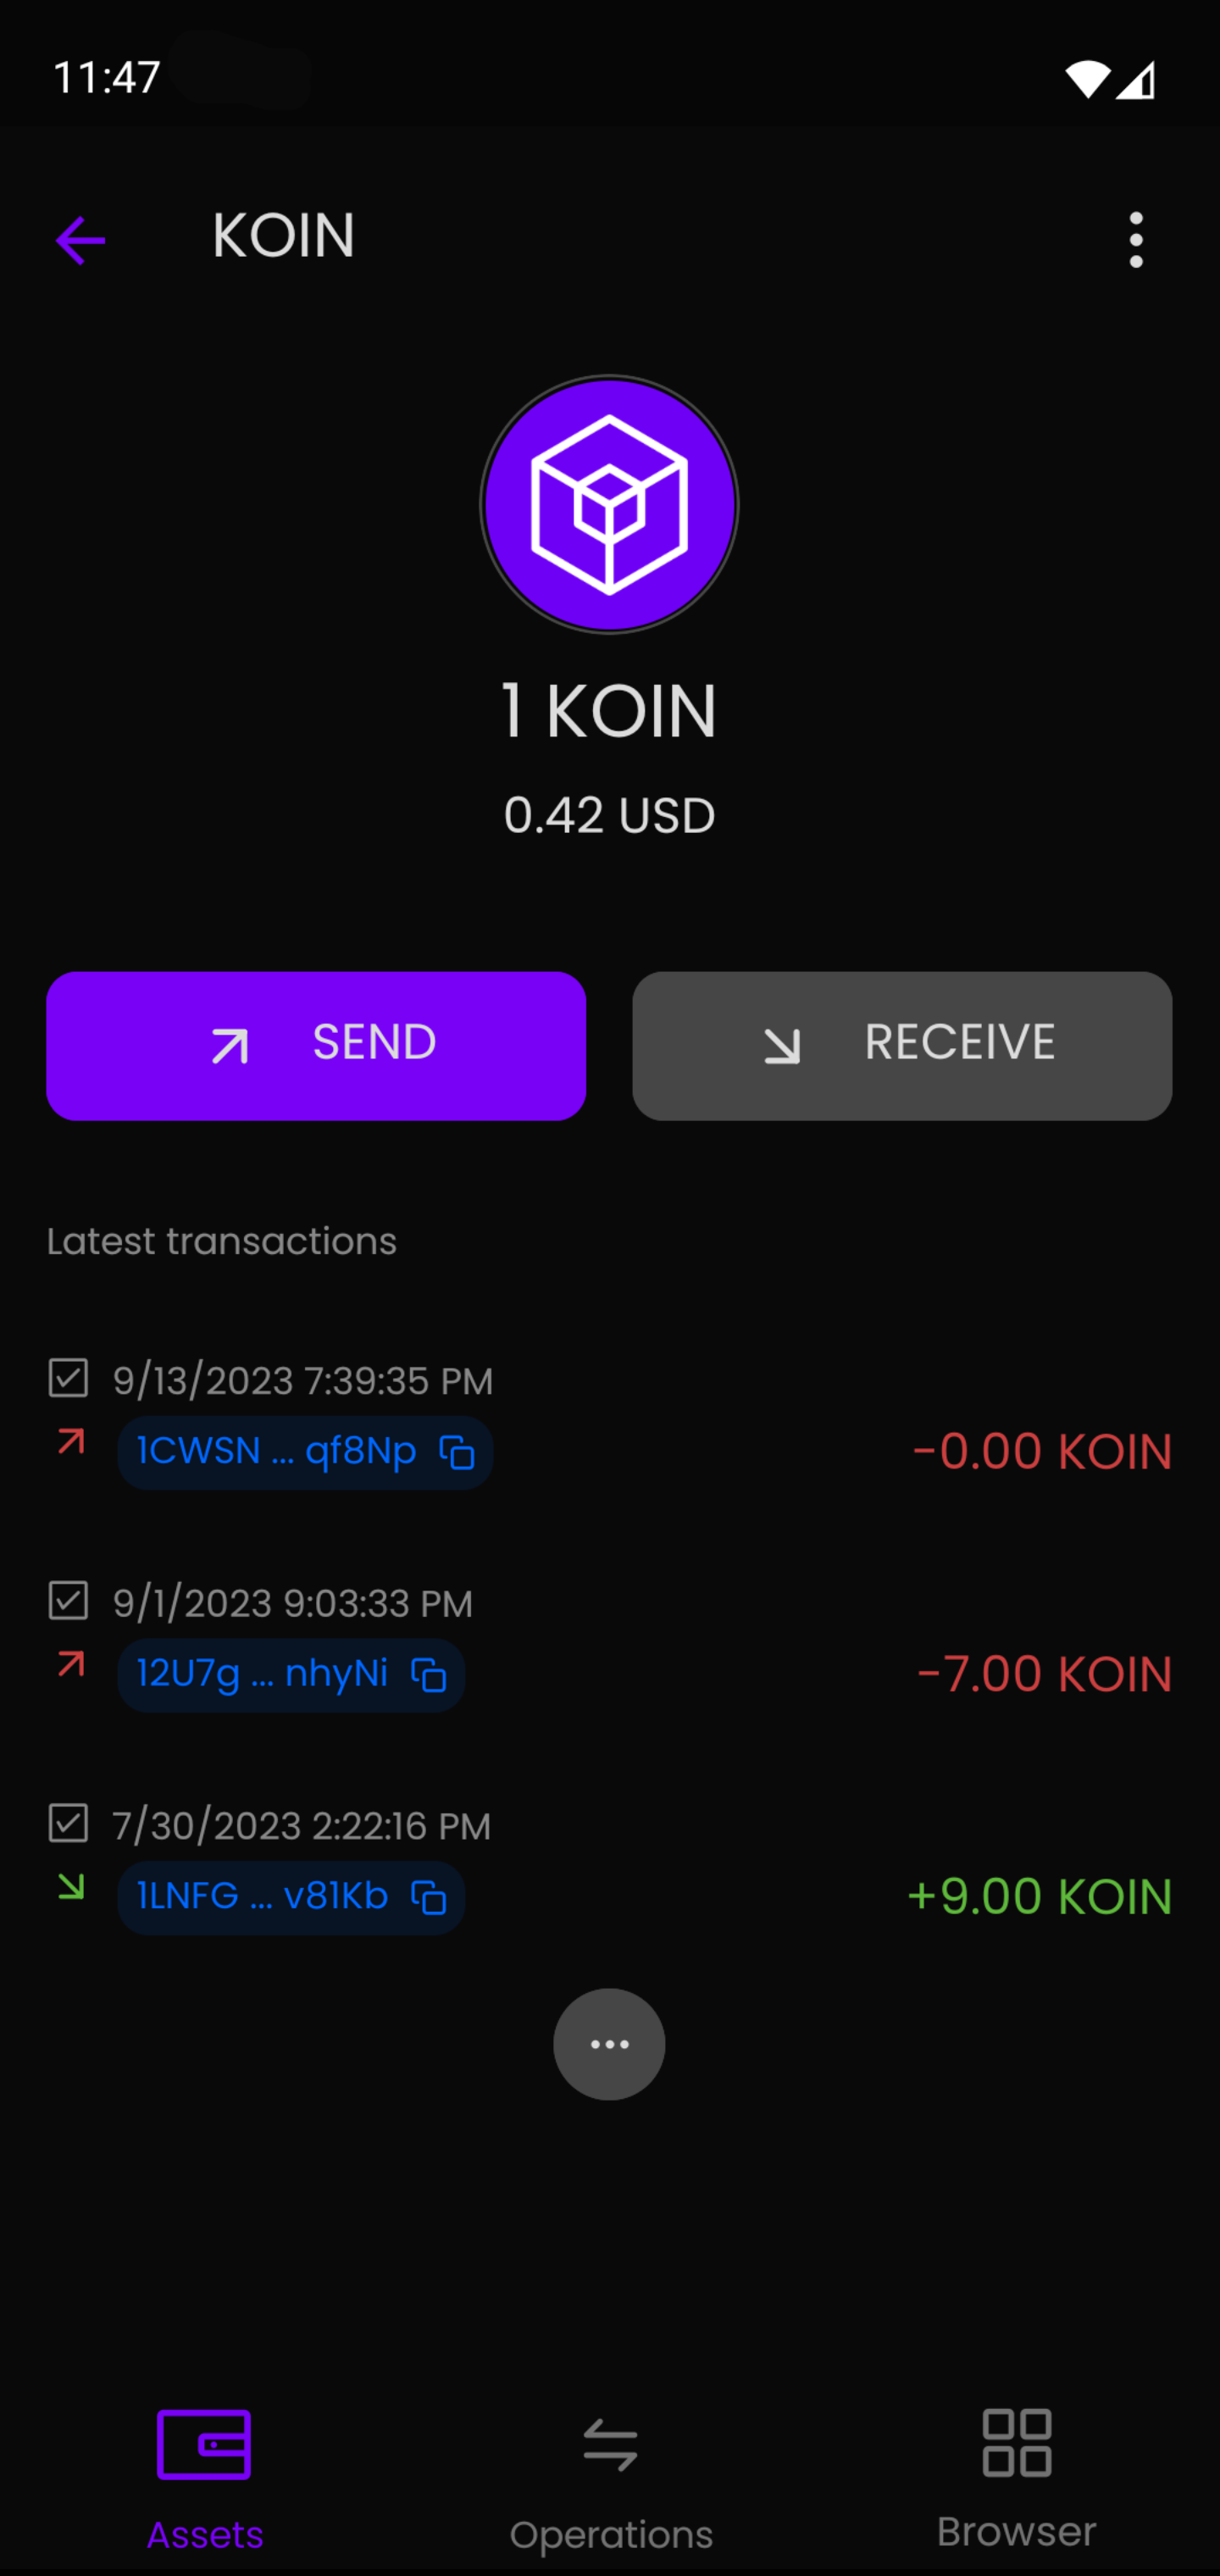 11:47
KOIN
1 KOIN
0.42 USD
SEND RECEIVE
Latest transactions
9/13/2023 7:39:35 PM
1CWSN ... qf8Np -0.00 KOIN
9/1/2023 9:03:33 PM
12U7g ... nhyNi -7.00 KOIN
7/30/2023 2:22:16 PM
1LNFG ... v81Kb +9.00 KOIN
Assets Operations Browser